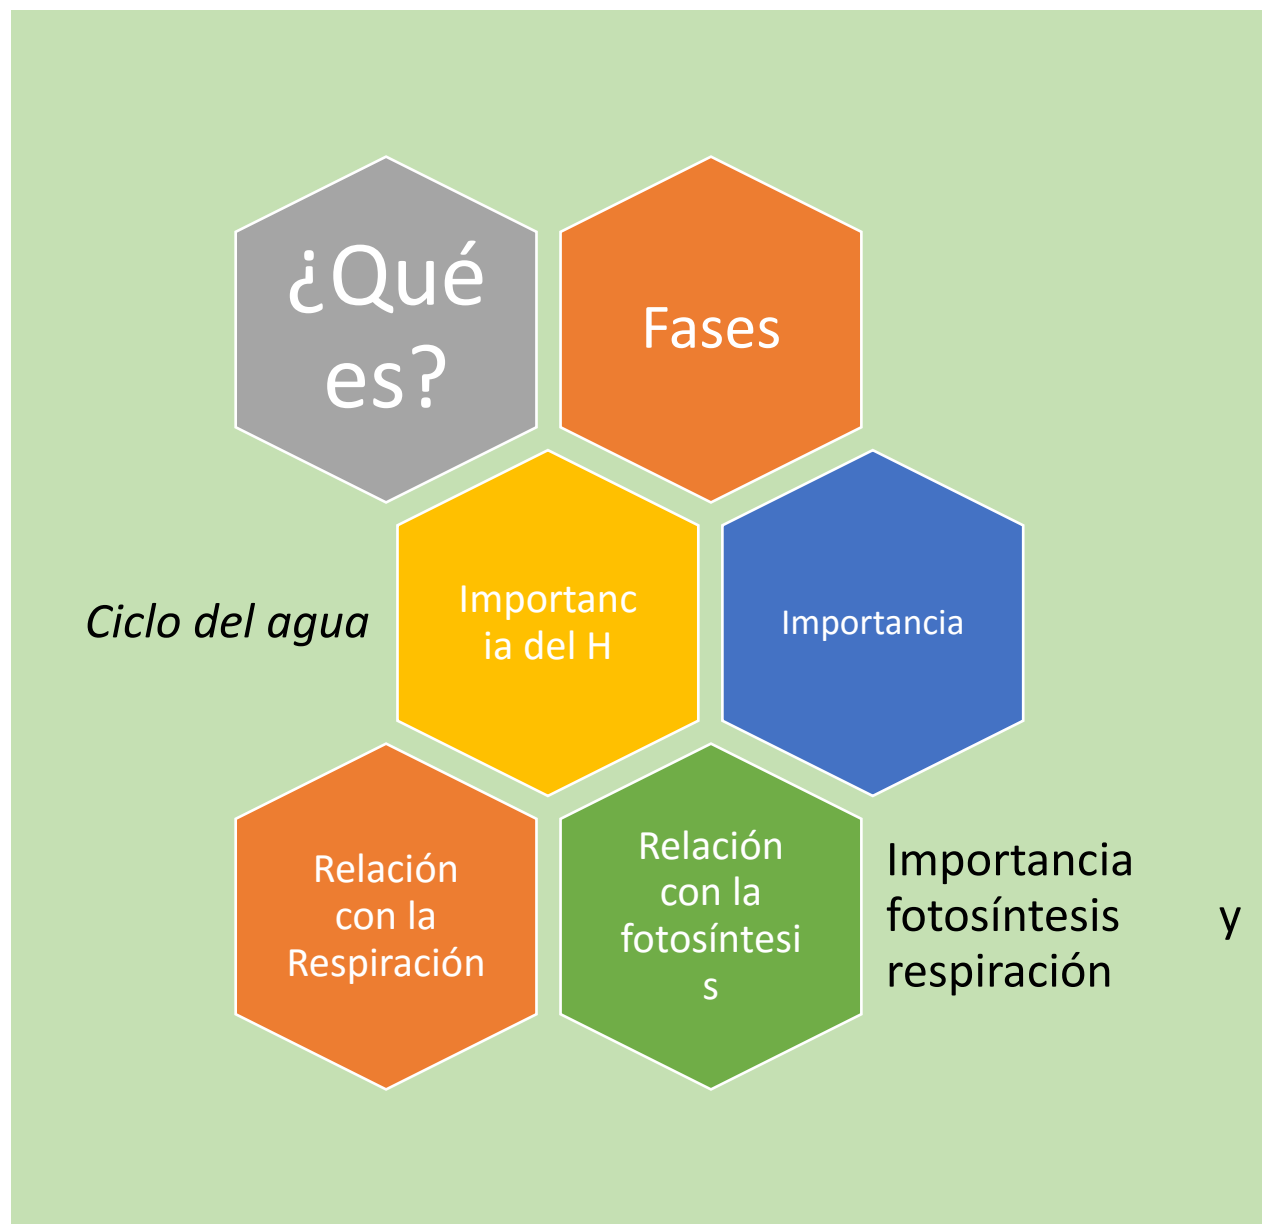 ¿Qué
es?
Fases
Ciclo del agua
Importanc
ia del H
Importancia
Relación
con la
Respiración
Relación
con la
fotosíntesi
s
Importancia
fotosíntesis y
respiración